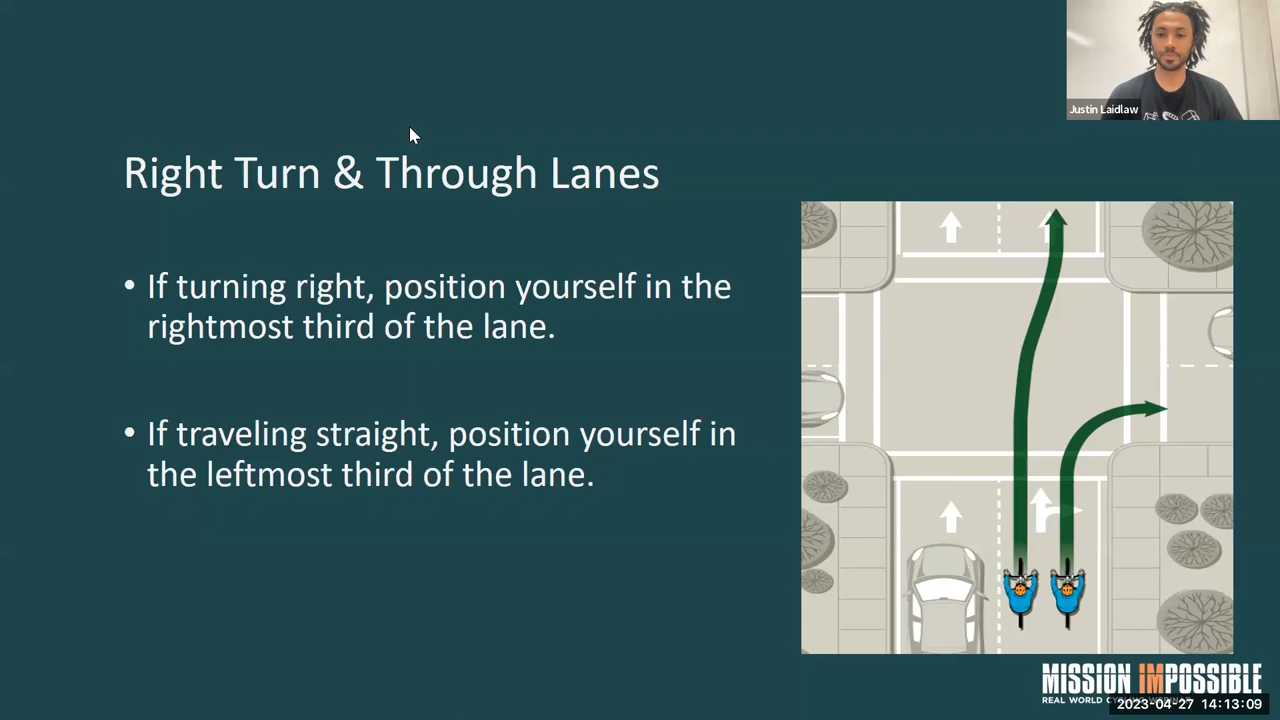 Justin Laidlaw
Right Turn & Through Lanes
• If turning right, position yourself in the
rightmost third of the lane.
• If traveling straight, position yourself in
the leftmost third of the lane.
MISSION IMPOSSIBLE
REAL WORLD CYCLING WEBINAR
2023-04-27 14:13:09